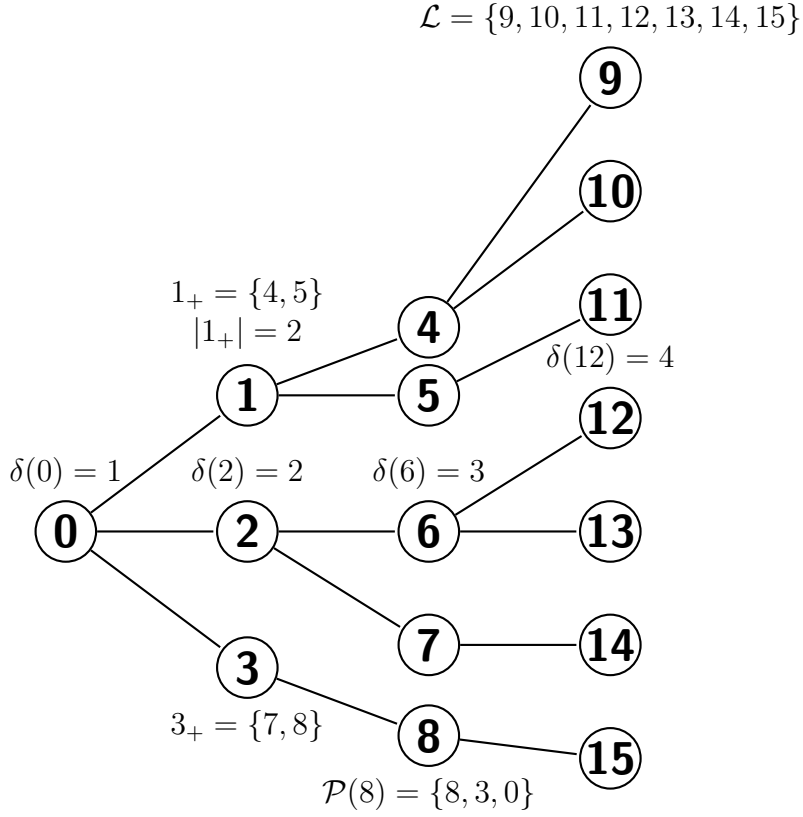 𝓛 = {9, 10, 11, 12, 13, 14, 15}
9
10
1₊ = {4, 5}
|1₊| = 2
11
4
δ(12) = 4
1
5
12
δ(0) = 1
δ(2) = 2
δ(6) = 3
0
2
6
13
7
14
3
3₊ = {7, 8}
8
15
𝒫(8) = {8, 3, 0}